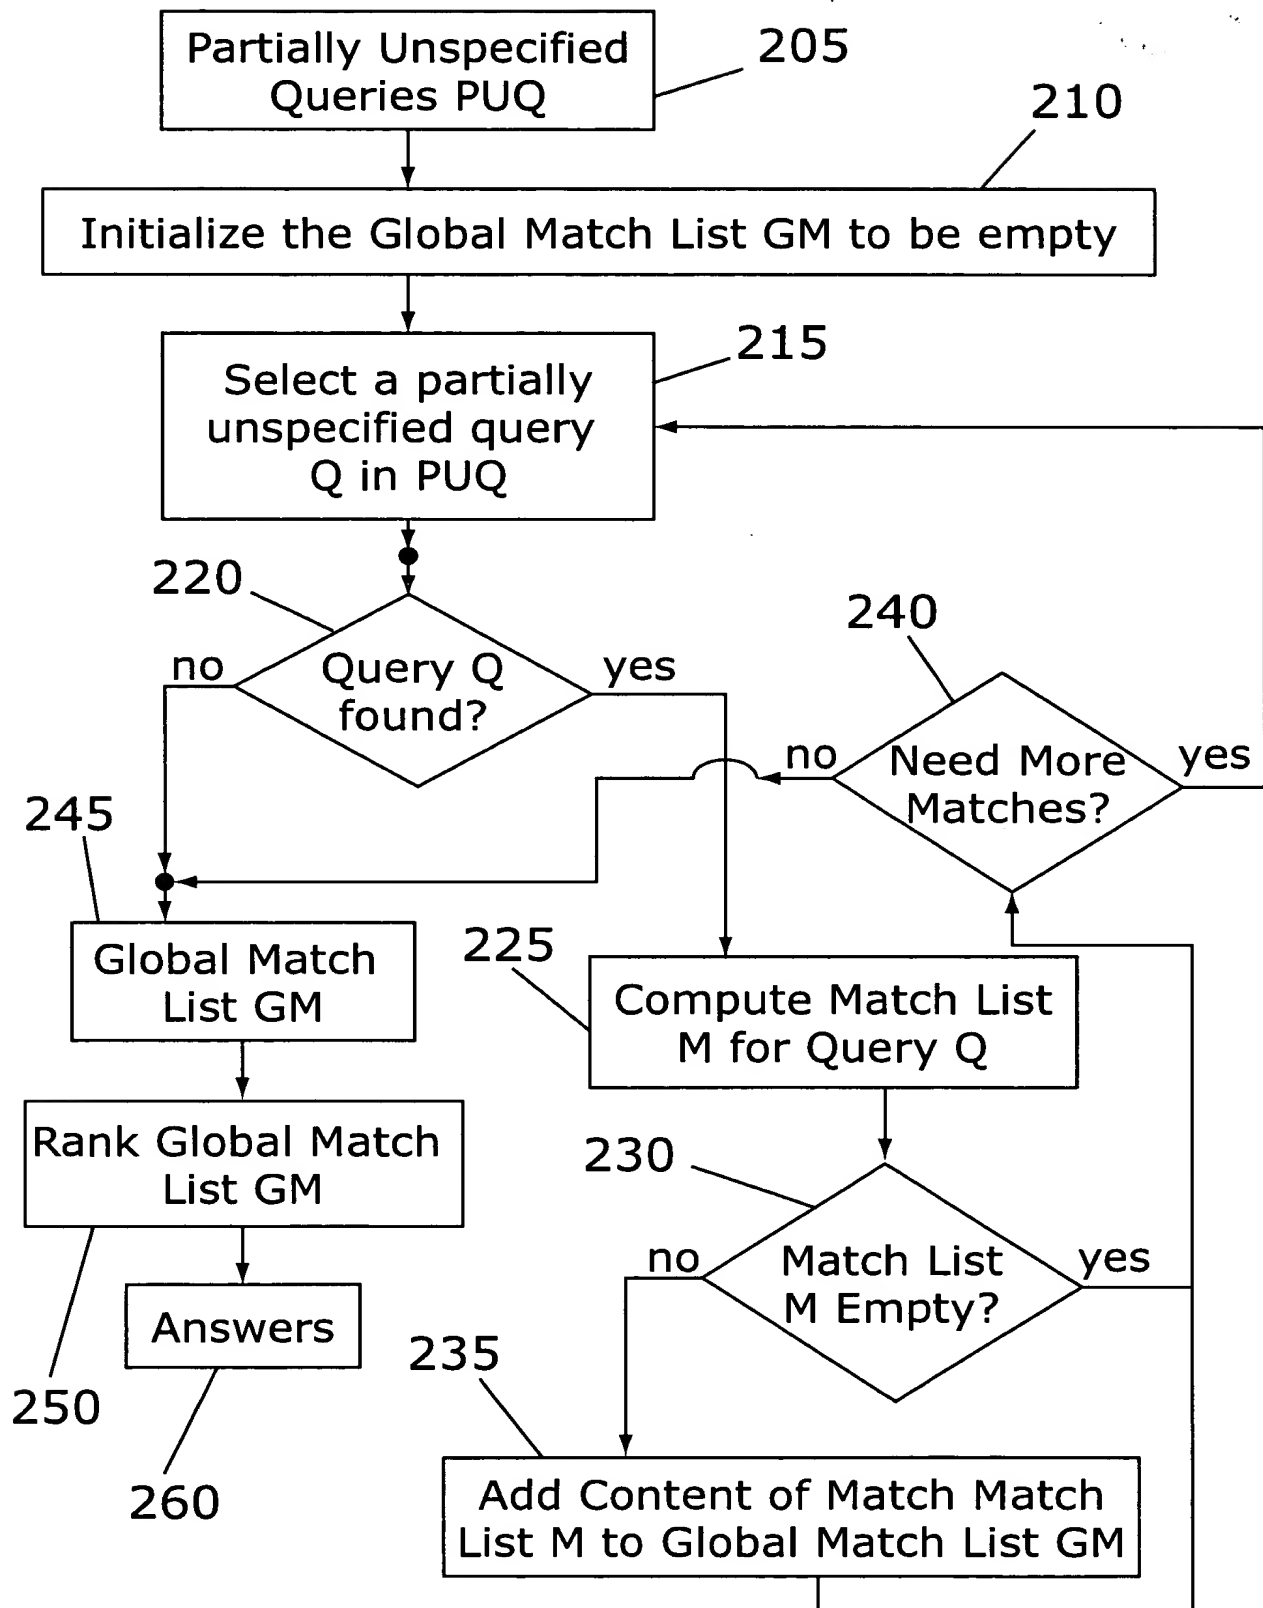 Partially Unspecified
Queries PUQ
205
210
Initialize the Global Match List GM to be empty
215
Select a partially
unspecified query
Q in PUQ
220
no
Query Q
found?
yes
240
no
Need More
Matches?
yes
245
Global Match
List GM
225
Compute Match List
M for Query Q
Rank Global Match
List GM
230
no
Match List
M Empty?
yes
Answers
235
250
260
Add Content of Match Match
List M to Global Match List GM